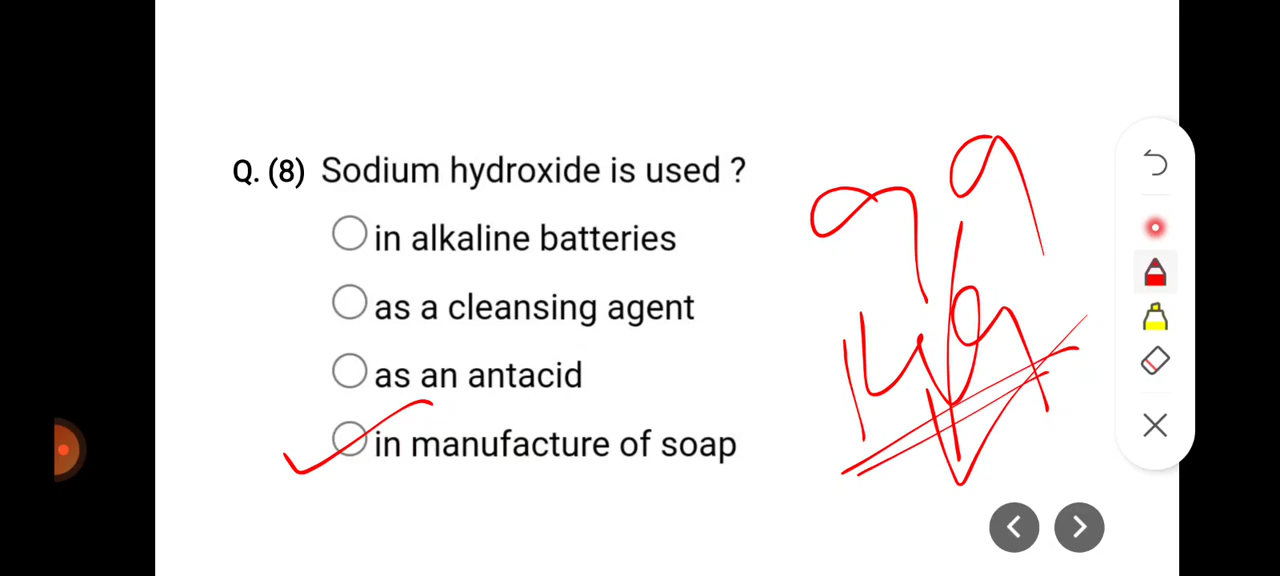 Q. (8) Sodium hydroxide is used ?
in alkaline batteries
as a cleansing agent
as an antacid
in manufacture of soap